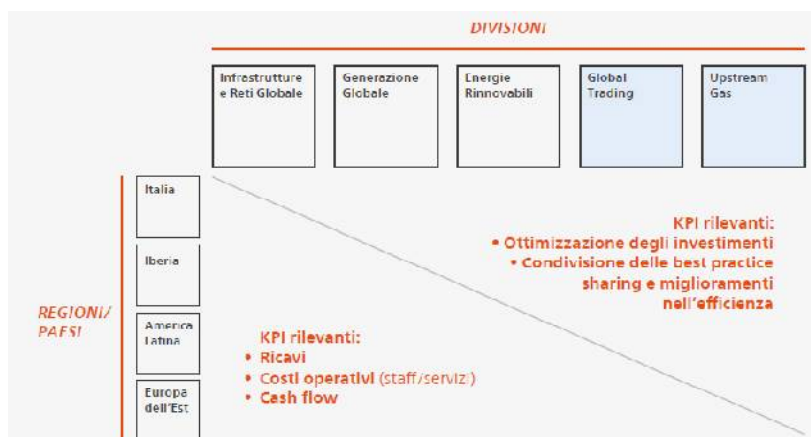 DIVISIONI
Infrastrutture
e Reti Globale
Generazione
Globale
Energie
Rinnovabili
Global
Trading
Upstream
Gas
Italia
Iberia
America
Latina
Europa
dell'Est
REGIONI/
PAESI
KPI rilevanti:
• Ottimizzazione degli investimenti
• Condivisione delle best practice
sharing e miglioramenti
nell'efficienza
KPI rilevanti:
• Ricavi
• Costi operativi (staff/servizi)
• Cash flow